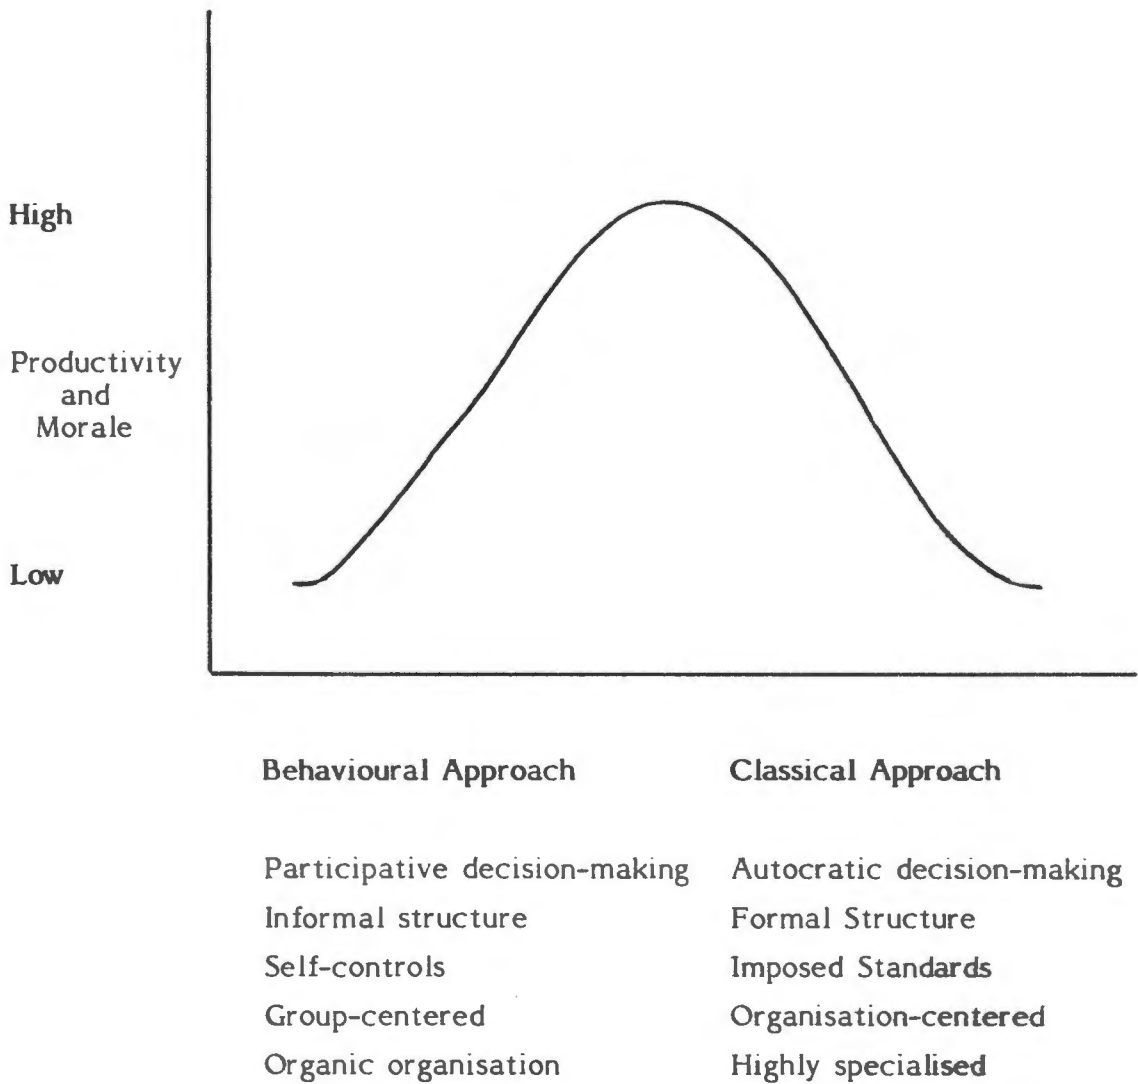 High
Productivity
and
Morale
Low
Behavioural Approach
Classical Approach
Participative decision-making
Autocratic decision-making
Informal structure
Formal Structure
Self-controls
Imposed Standards
Group-centered
Organisation-centered
Organic organisation
Highly specialised